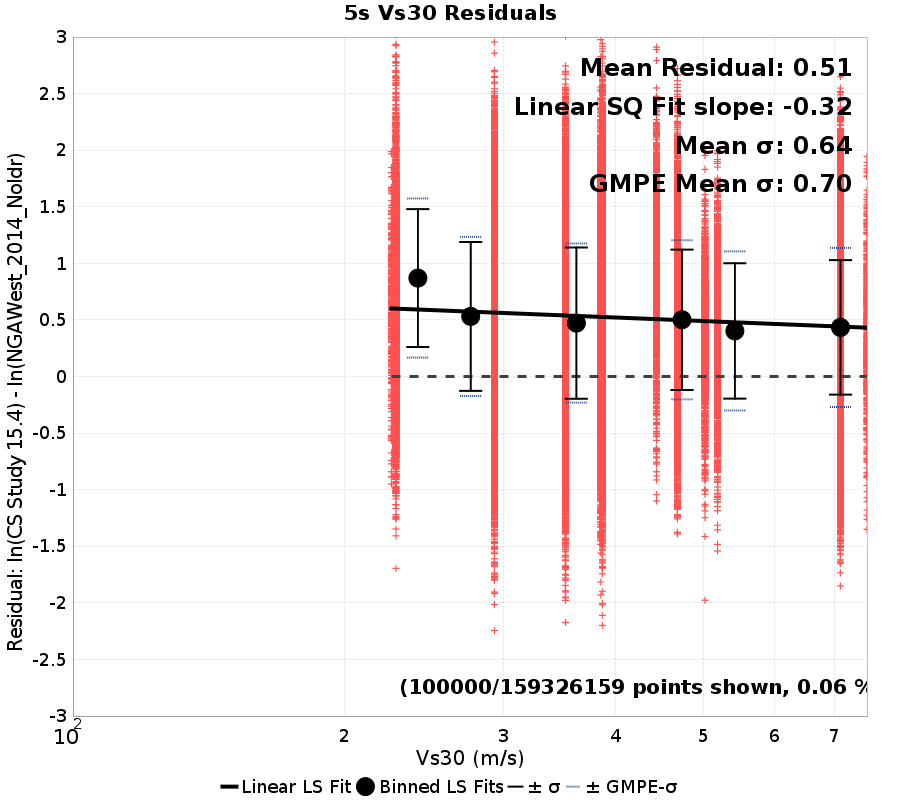 5s Vs30 Residuals
Residual: ln(CS Study 15.4) - ln(NGAWest_2014_NoIdr)
3
2.5
2
1.5
1
0.5
0
-0.5
-1
-1.5
-2
-2.5
-3
Mean Residual: 0.51
Linear SQ Fit slope: -0.32
Mean σ: 0.64
GMPE Mean σ: 0.70
(100000/159326159 points shown, 0.06 %
10² 2 3 4 5 6 7
Vs30 (m/s)
Linear LS Fit Binned LS Fits ± σ ± GMPE-σ